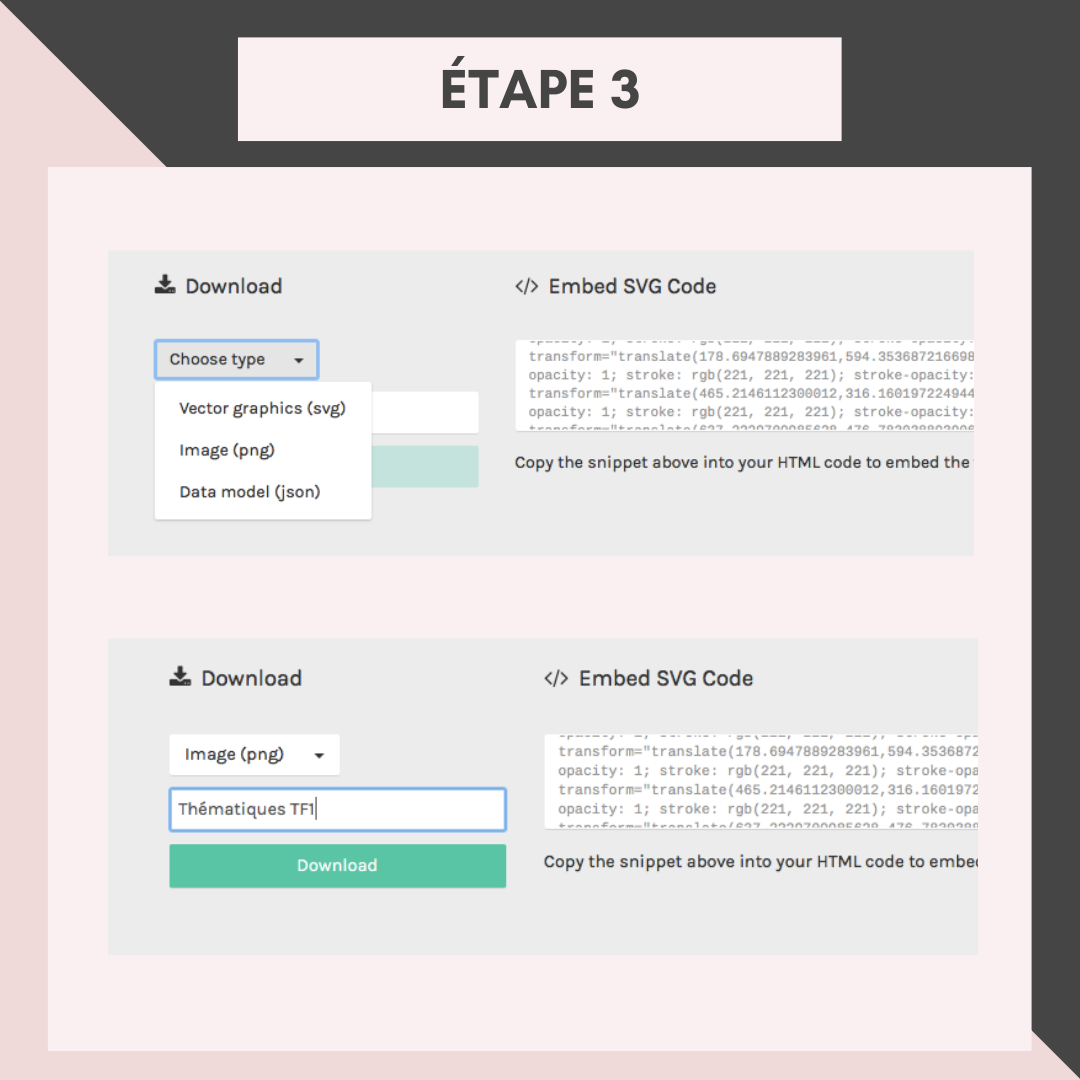 ÉTAPE 3
Download
Choose type
Vector graphics (svg)
Image (png)
Data model (json)
</> Embed SVG Code
transform="translate(178.6947889283961,594.353687216698
opacity: 1; stroke: rgb(221, 221, 221); stroke-opacity:
transform="translate(465.2146112300012,316.160197224944
opacity: 1; stroke: rgb(221, 221, 221); stroke-opacity:
Copy the snippet above into your HTML code to embed the
Download
Image (png)
Thématiques TF1
Download
</> Embed SVG Code
transform="translate(178.6947889283961,594.3536872
opacity: 1; stroke: rgb(221, 221, 221); stroke-opa
transform="translate(465.2146112300012,316.1601972
opacity: 1; stroke: rgb(221, 221, 221); stroke-opa
Copy the snippet above into your HTML code to embed